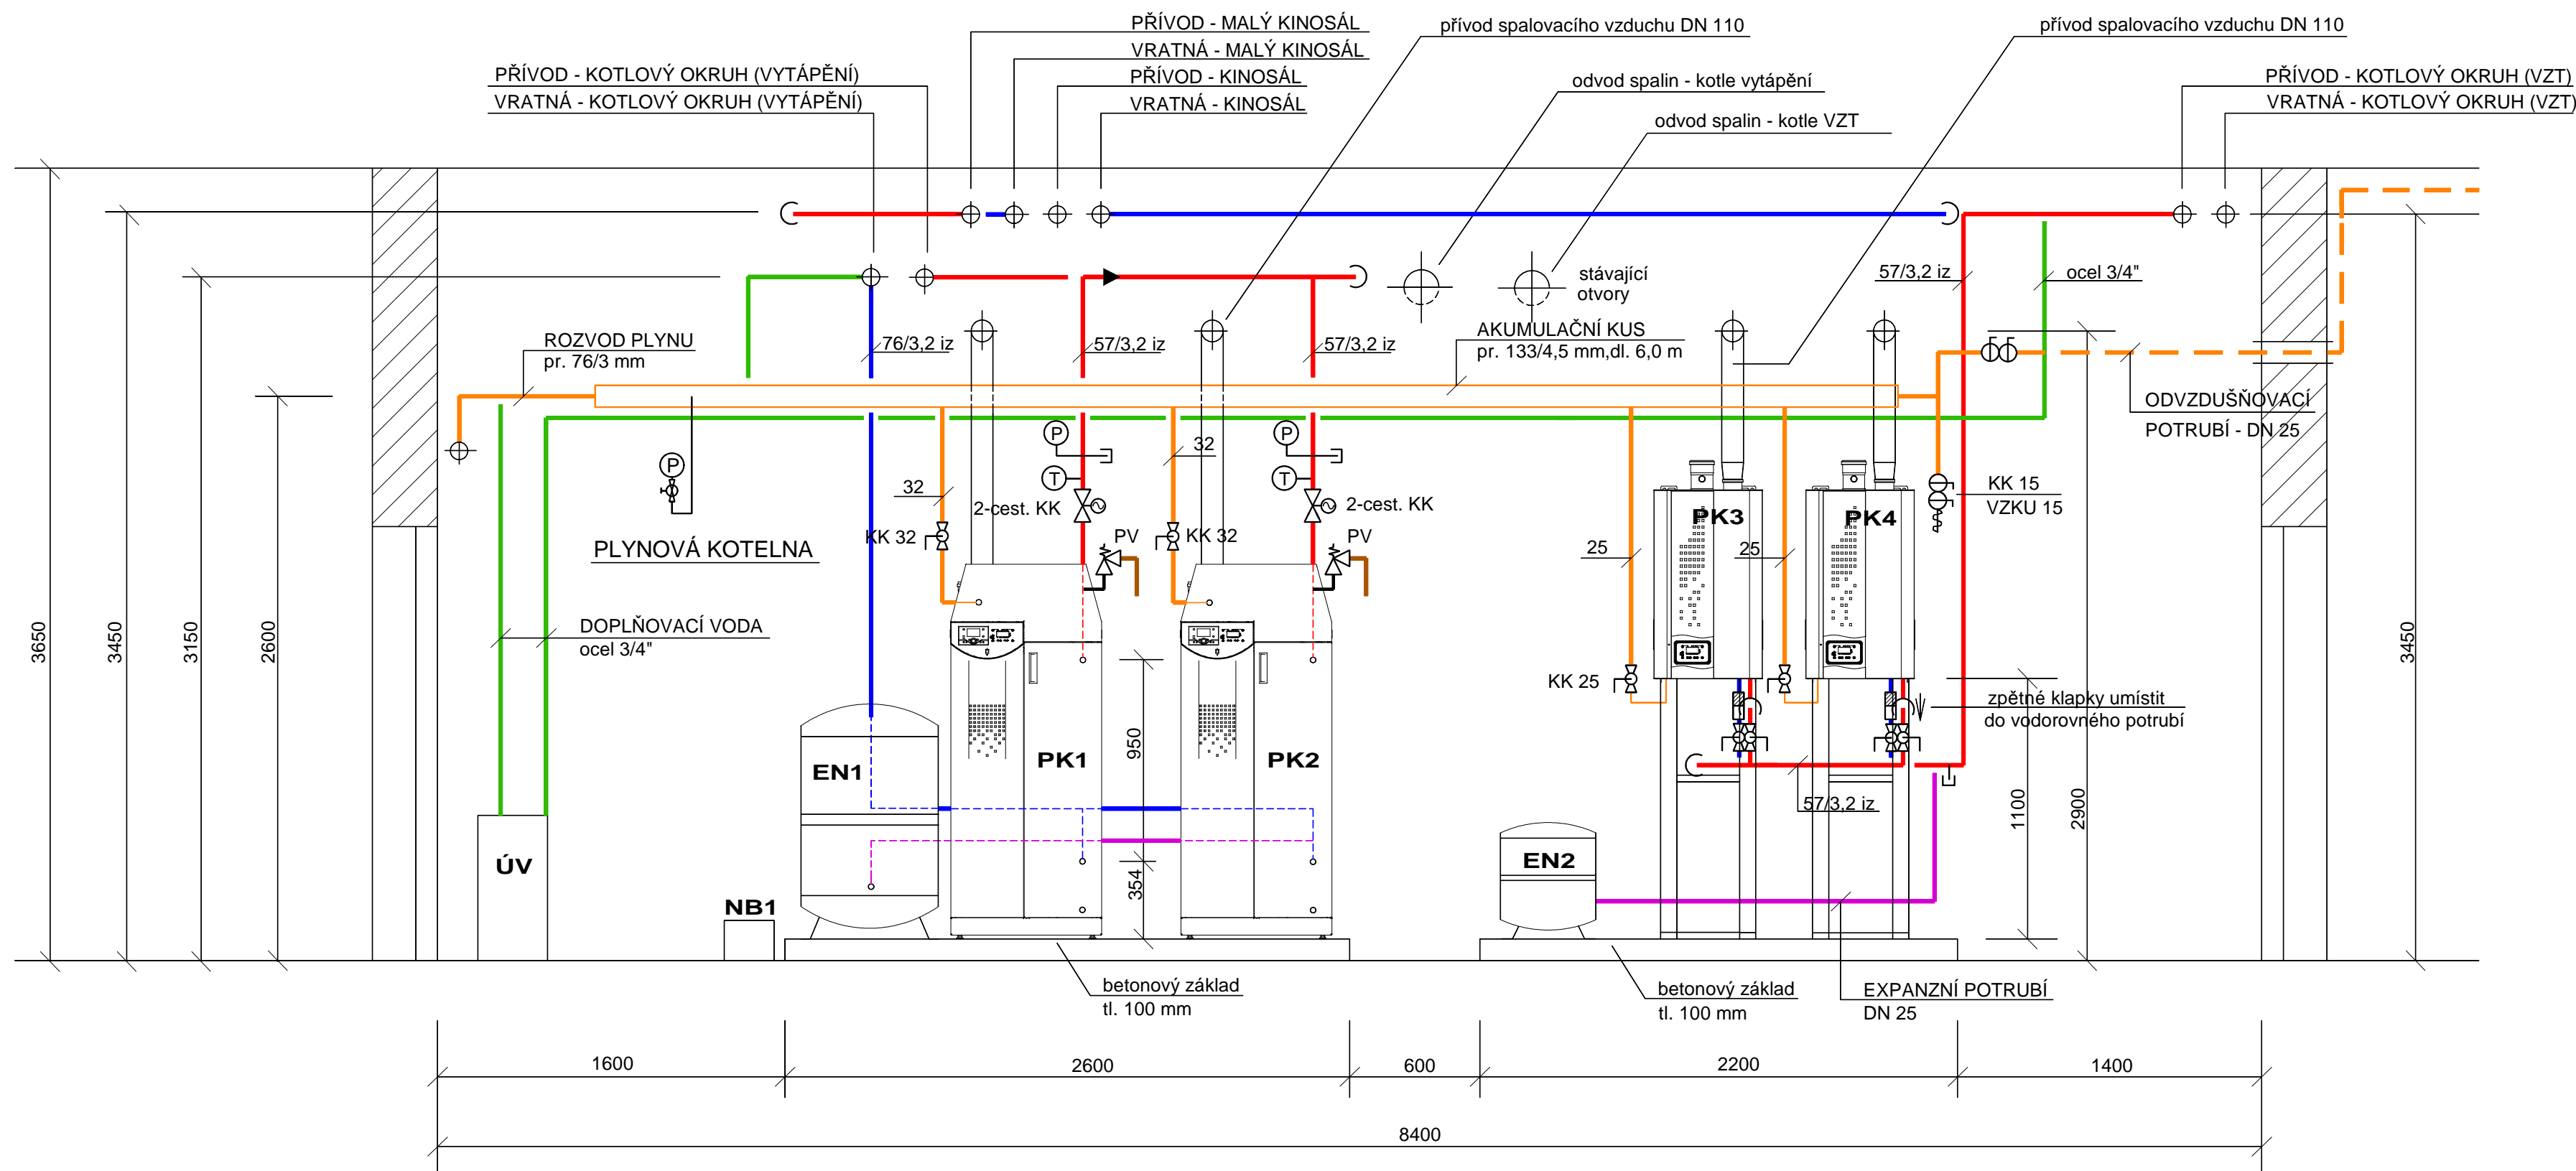 PŘÍVOD - MALÝ KINOSÁL
VRATNÁ - MALÝ KINOSÁL
PŘÍVOD - KINOSÁL
VRATNÁ - KINOSÁL
PŘÍVOD - KOTLOVÝ OKRUH (VYTÁPĚNÍ)
VRATNÁ - KOTLOVÝ OKRUH (VYTÁPĚNÍ)
přívod spalovacího vzduchu DN 110
odvod spalin - kotle vytápění
odvod spalin - kotle VZT
přívod spalovacího vzduchu DN 110
PŘÍVOD - KOTLOVÝ OKRUH (VZT)
VRATNÁ - KOTLOVÝ OKRUH (VZT)
stávající
otvory
57/3,2 iz
ocel 3/4"
ROZVOD PLYNU
pr. 76/3 mm
76/3,2 iz
57/3,2 iz
57/3,2 iz
AKUMULAČNÍ KUS
pr. 133/4,5 mm,dl. 6,0 m
ODVZDUŠŇOVACÍ
POTRUBÍ - DN 25
P
P
P
T
T
32
32
2-cest. KK
2-cest. KK
KK 32
KK 32
PV
PV
PLYNOVÁ KOTELNA
PK3
PK4
KK 15
VZKU 15
25
25
DOPLŇOVACÍ VODA
ocel 3/4"
KK 25
zpětné klapky umístit
do vodorovného potrubí
3650
3450
3150
2600
950
354
1100
2900
3450
EN1
PK1
PK2
57/3,2 iz
ÚV
NB1
EN2
betonový základ
tl. 100 mm
betonový základ
tl. 100 mm
EXPANZNÍ POTRUBÍ
DN 25
1600
2600
600
2200
1400
8400